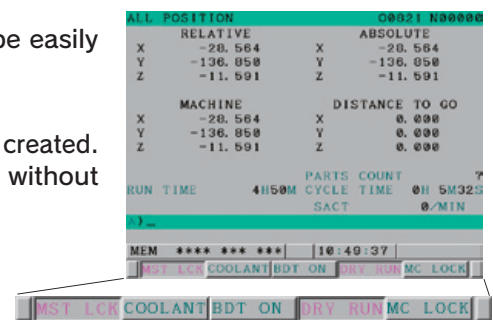 be easily
created.
without
ALL POSITION O0821 N00000
RELATIVE ABSOLUTE
X -28.564 X -28.564
Y -136.850 Y -136.850
Z -11.591 Z -11.591
MACHINE DISTANCE TO GO
X -28.564 X 0.000
Y -136.850 Y 0.000
Z -11.591 Z 0.000
PARTS COUNT 7
RUN TIME 4H50M CYCLE TIME 0H 5M32S
SACT 0/MIN
MEM **** *** *** 10:49:37
MST LCK COOLANT BDT ON DRY RUN MC LOCK
MST LCK COOLANT BDT ON DRY RUN MC LOCK